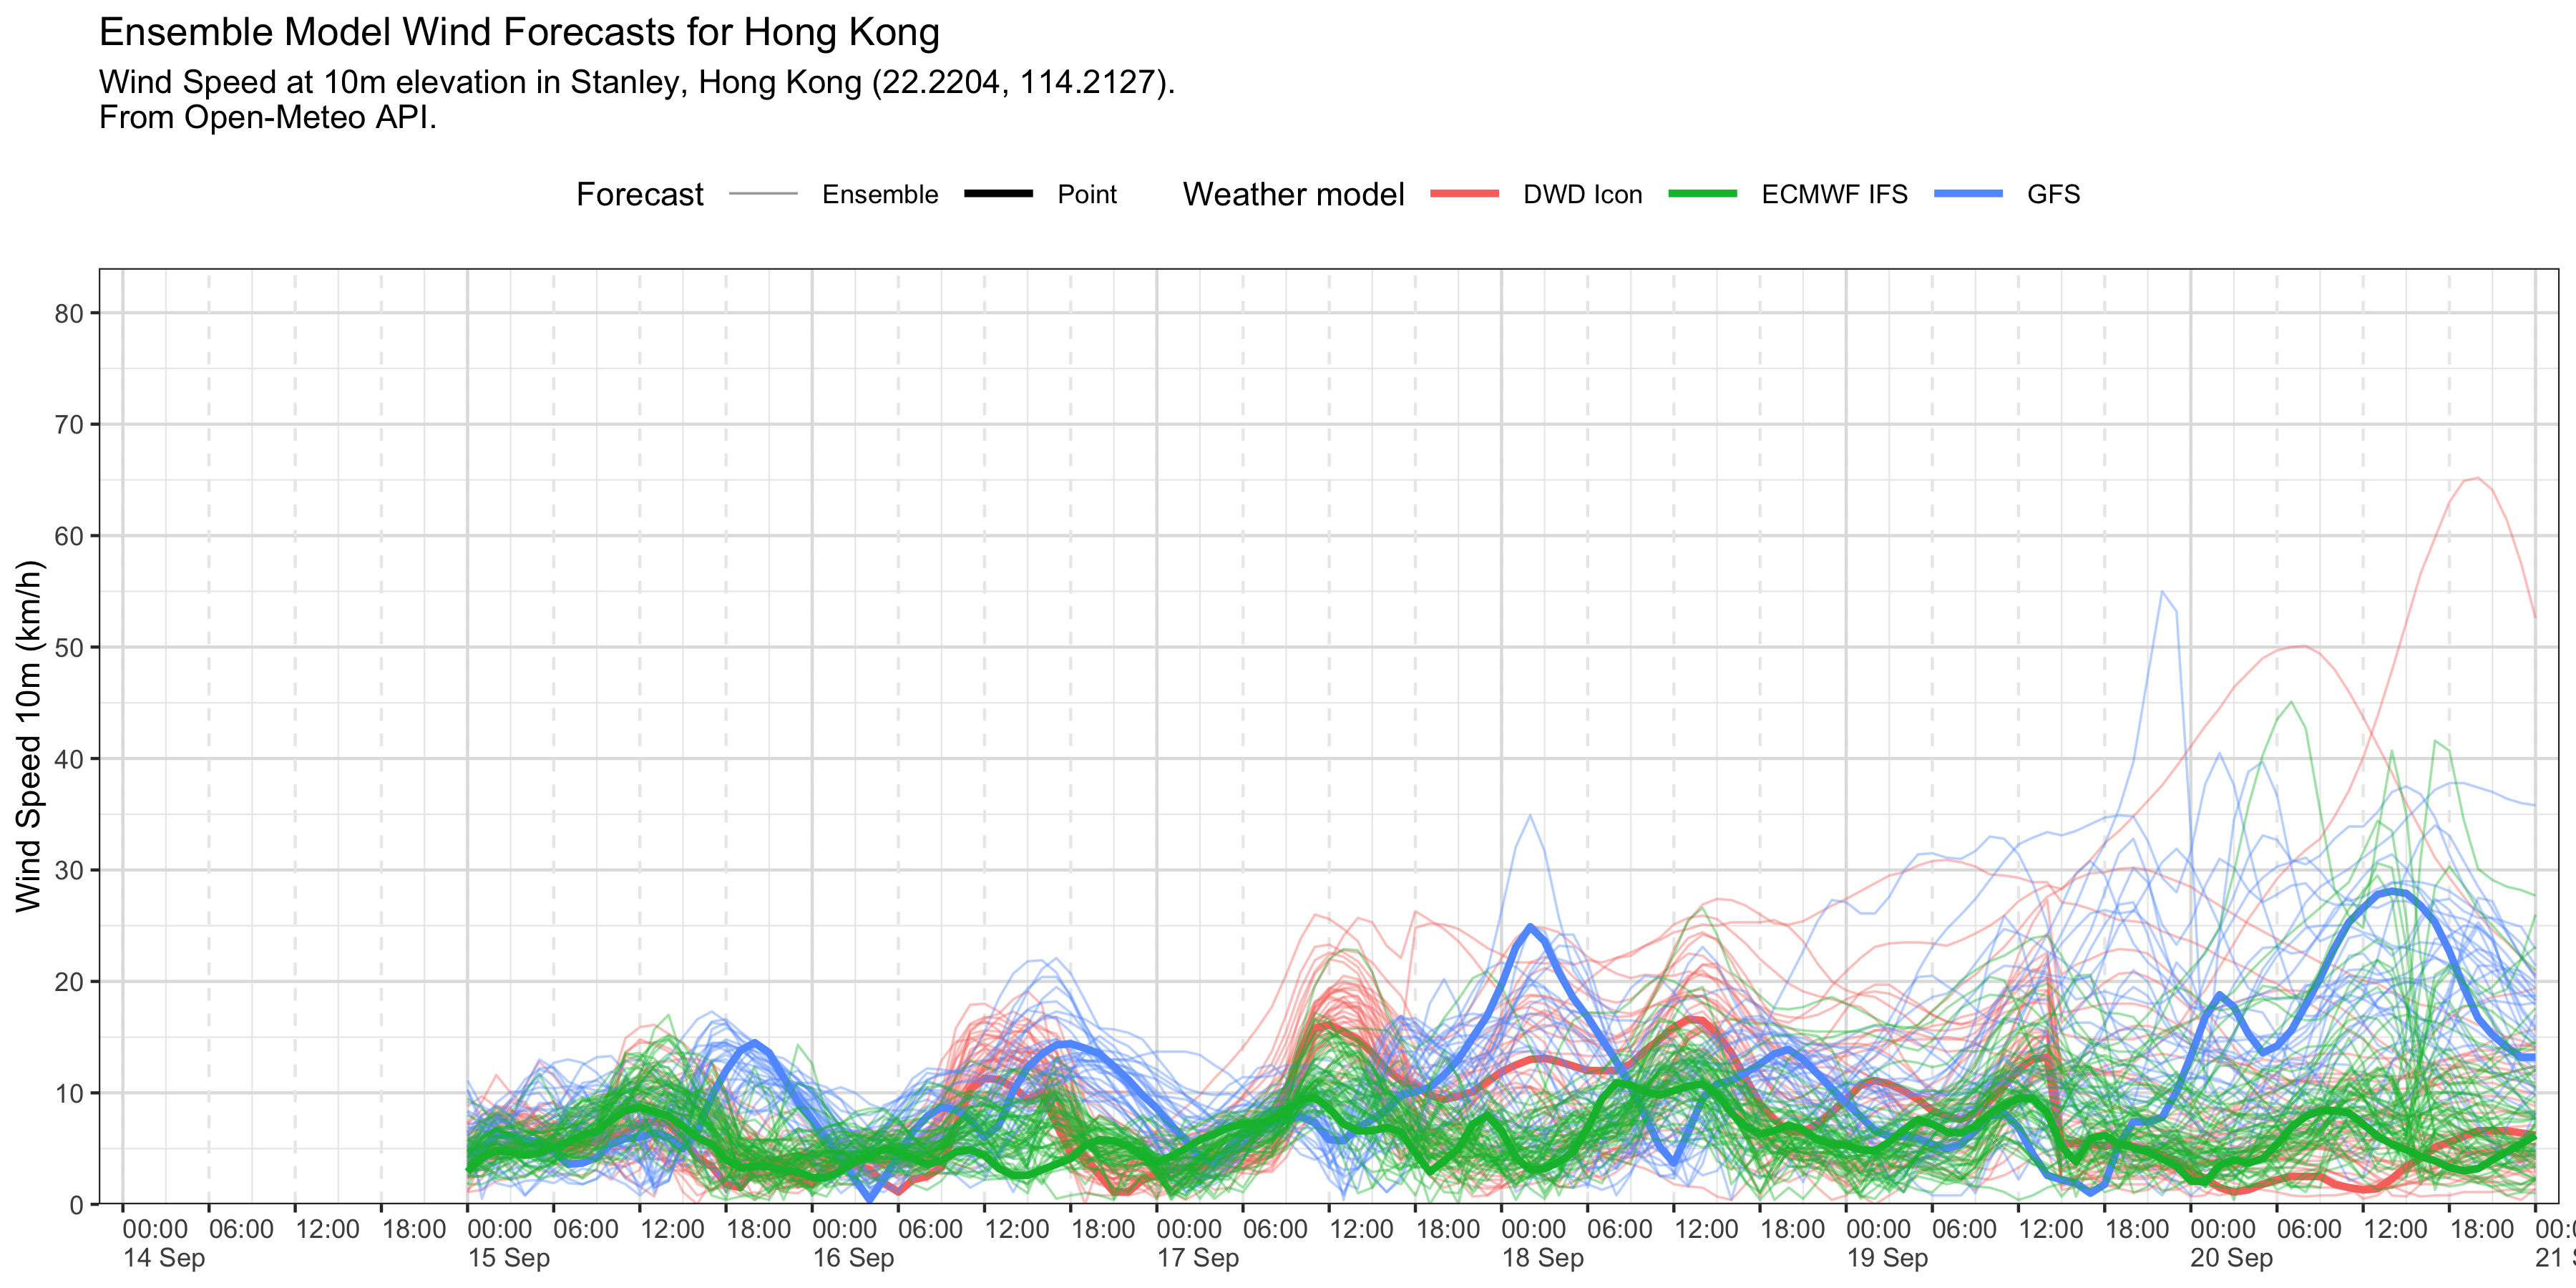 Ensemble Model Wind Forecasts for Hong Kong
Wind Speed at 10m elevation in Stanley, Hong Kong (22.2204, 114.2127).
From Open-Meteo API.
Forecast Ensemble Point Weather model DWD Icon ECMWF IFS GFS
Wind Speed 10m (km/h)
80
70
60
50
40
30
20
10
0
00:00 06:00 12:00 18:00 00:00 06:00 12:00 18:00 00:00 06:00 12:00 18:00 00:00 06:00 12:00 18:00 00:00 06:00 12:00 18:00 00:00 06:00 12:00 18:00 00:00 06:00 12:00 18:00
14 Sep 15 Sep 16 Sep 17 Sep 18 Sep 19 Sep 20 Sep 21